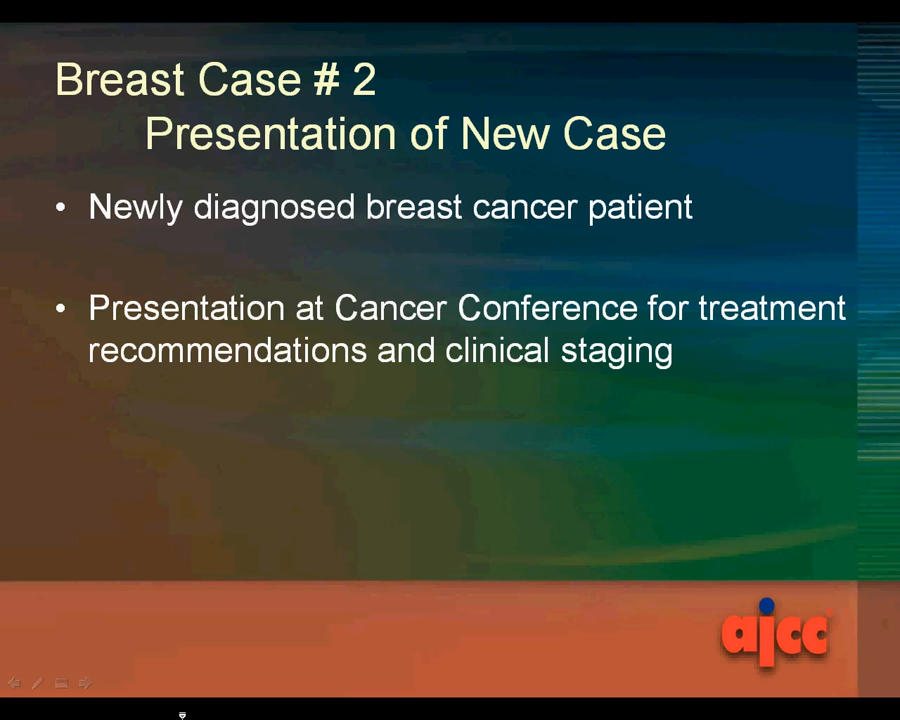 Breast Case # 2
Presentation of New Case
• Newly diagnosed breast cancer patient
• Presentation at Cancer Conference for treatment
recommendations and clinical staging
ajcc